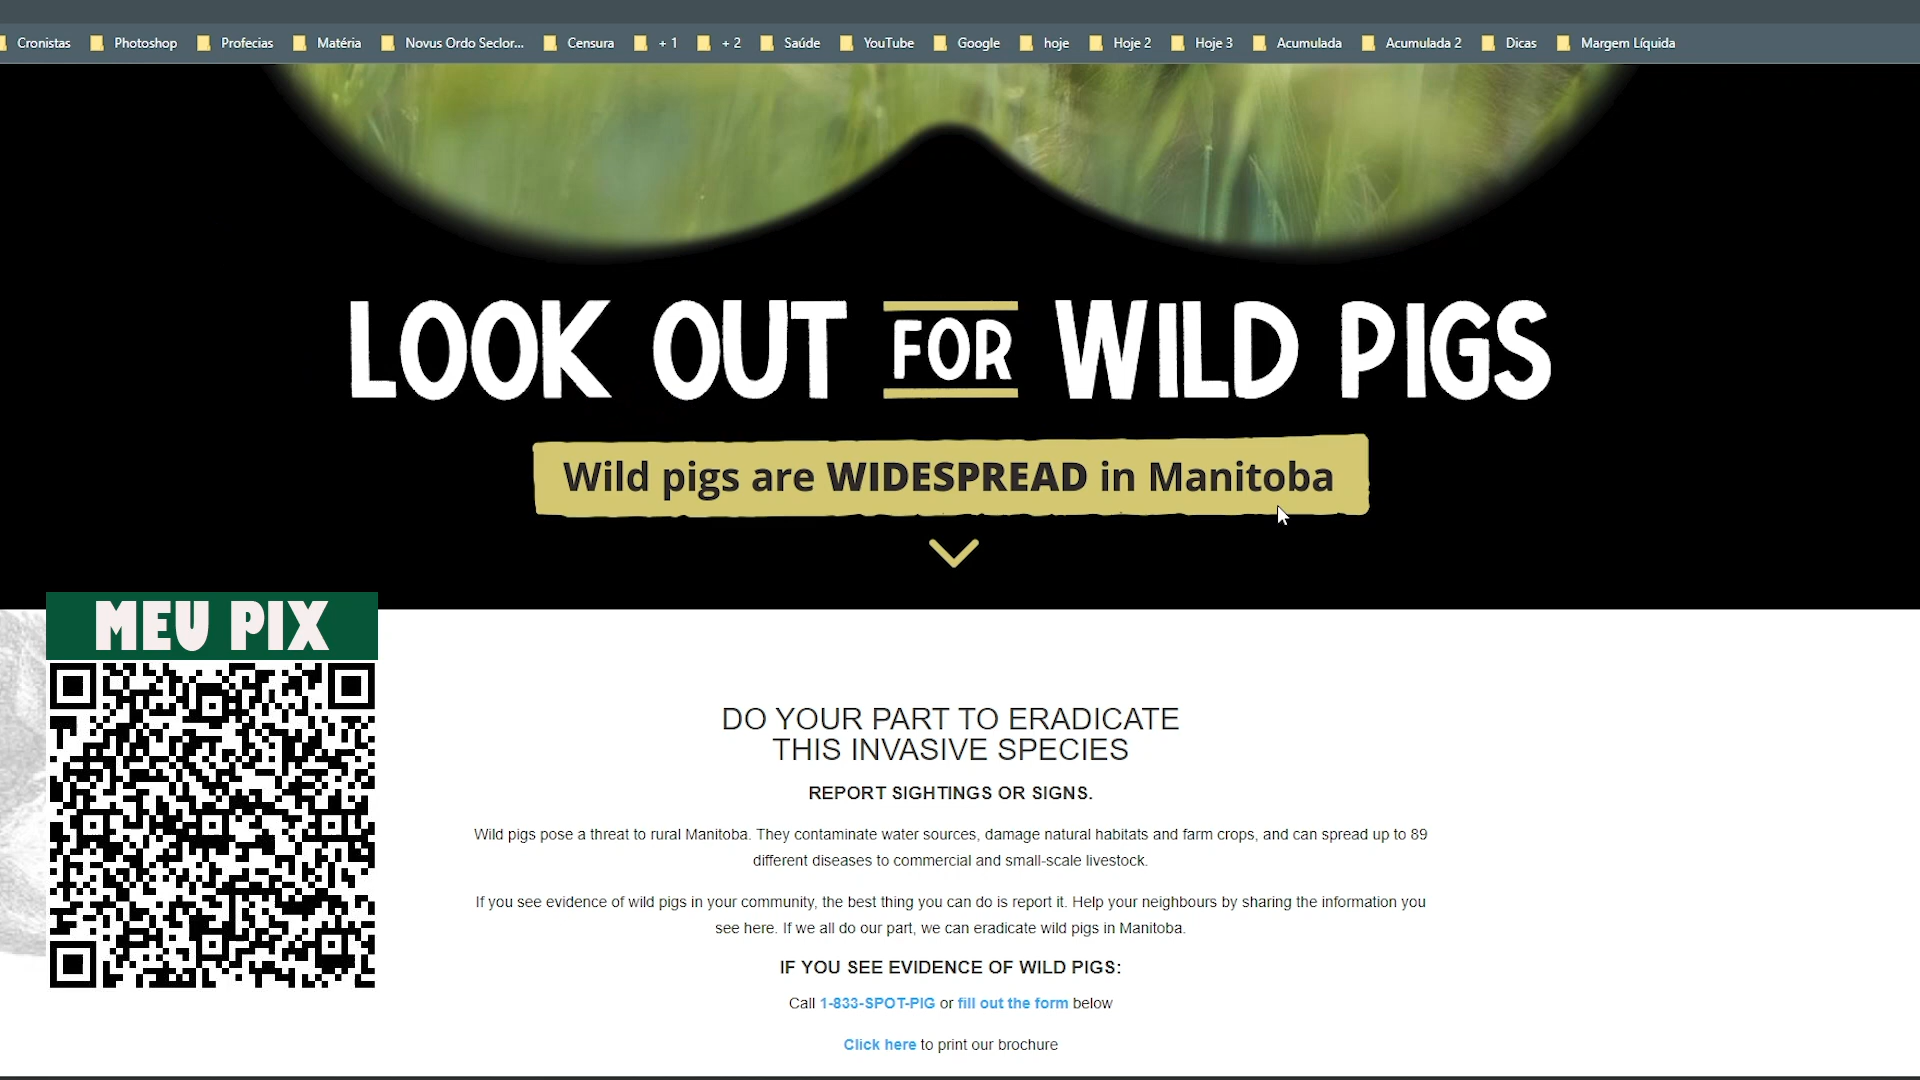 Cronistas Photoshop Profecias Matéria Novus Ordo Seclor... Censura + 1 + 2 Saúde YouTube Google hoje Hoje 2 Hoje 3 Acumulada Acumulada 2 Dicas Margem Líquida
LOOK OUT FOR WILD PIGS
Wild pigs are WIDESPREAD in Manitoba
MEU PIX
DO YOUR PART TO ERADICATE
THIS INVASIVE SPECIES
REPORT SIGHTINGS OR SIGNS.
Wild pigs pose a threat to rural Manitoba. They contaminate water sources, damage natural habitats and farm crops, and can spread up to 89
different diseases to commercial and small-scale livestock.
If you see evidence of wild pigs in your community, the best thing you can do is report it. Help your neighbours by sharing the information you
see here. If we all do our part, we can eradicate wild pigs in Manitoba.
IF YOU SEE EVIDENCE OF WILD PIGS:
Call 1-833-SPOT-PIG or fill out the form below
Click here to print our brochure